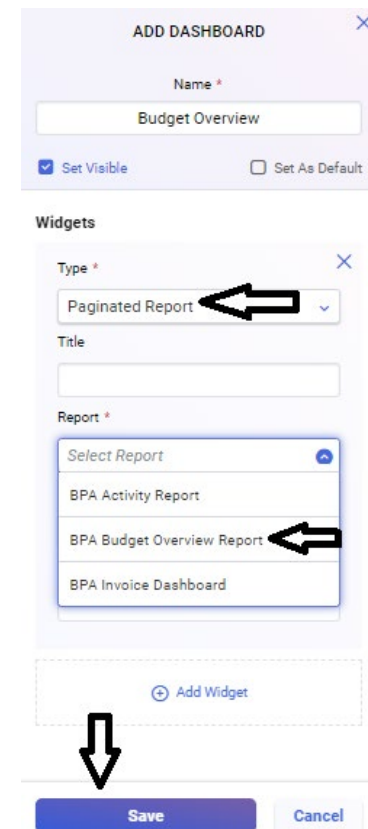 ADD DASHBOARD
Name *
Budget Overview
Set Visible
Set As Default
Widgets
Type *
Paginated Report
Title
Report *
Select Report
BPA Activity Report
BPA Budget Overview Report
BPA Invoice Dashboard
Add Widget
Save
Cancel